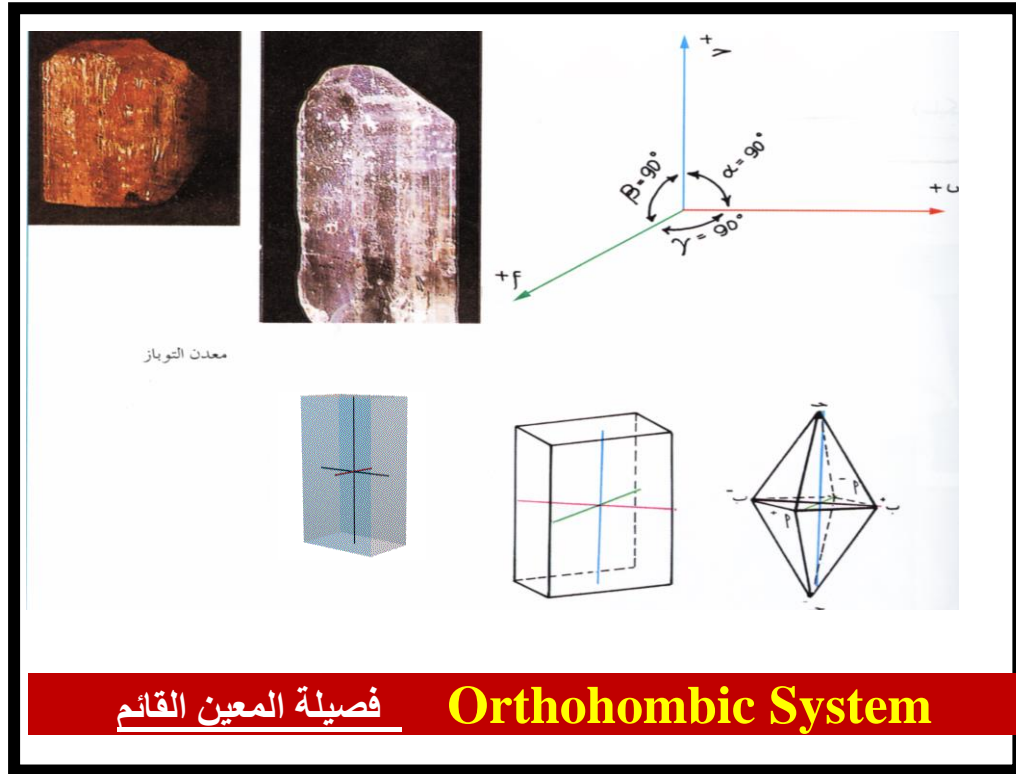 β=90°
α=90°
γ=90°
معدن التوباز
فصيلة المعين القائم
Orthohombic System